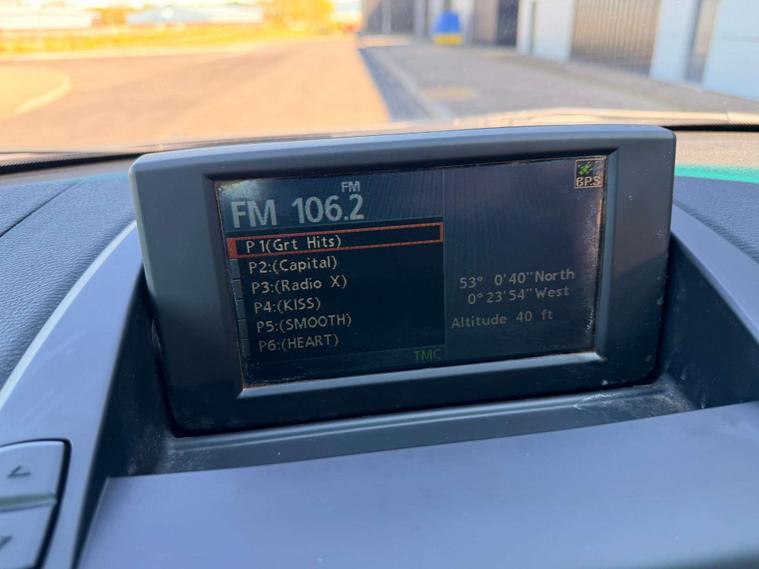 FM
FM 106.2
GPS
P1(Grt Hits)
P2:(Capital)
P3:(Radio X)
P4:(KISS)
P5:(SMOOTH)
P6:(HEART)
53° 0'40"North
0°23'54"West
Altitude 40 ft
TMC